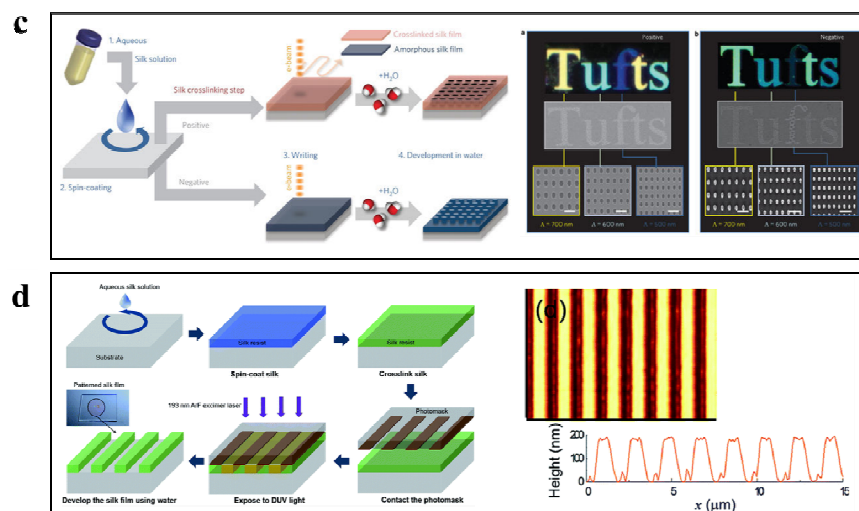 c
1. Aqueous
Silk solution
2. Spin-coating
Silk crosslinking step
Positive
Negative
e-beam
Crosslinked silk film
Amorphous silk film
+H₂O
3. Writing
e-beam
4. Development in water
+H₂O
a
Positive
Tufts
Tufts
Λ = 700 nm
Λ = 600 nm
b
Negative
Tufts
Tufts
Λ = 700 nm
Λ = 600 nm
d
Aqueous silk solution
Substrate
Silk resist
Spin-coat silk
Silk resist
Crosslink silk
Patterned silk film
193 nm AlF excimer laser
Photomask
Develop the silk film using water
Expose to DUV light
Contact the photomask
(d)
Height (nm)
200
100
0
0
5
10
15
x (μm)